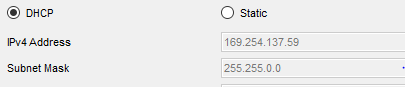 DHCP Static
IPv4 Address 169.254.137.59
Subnet Mask 255.255.0.0